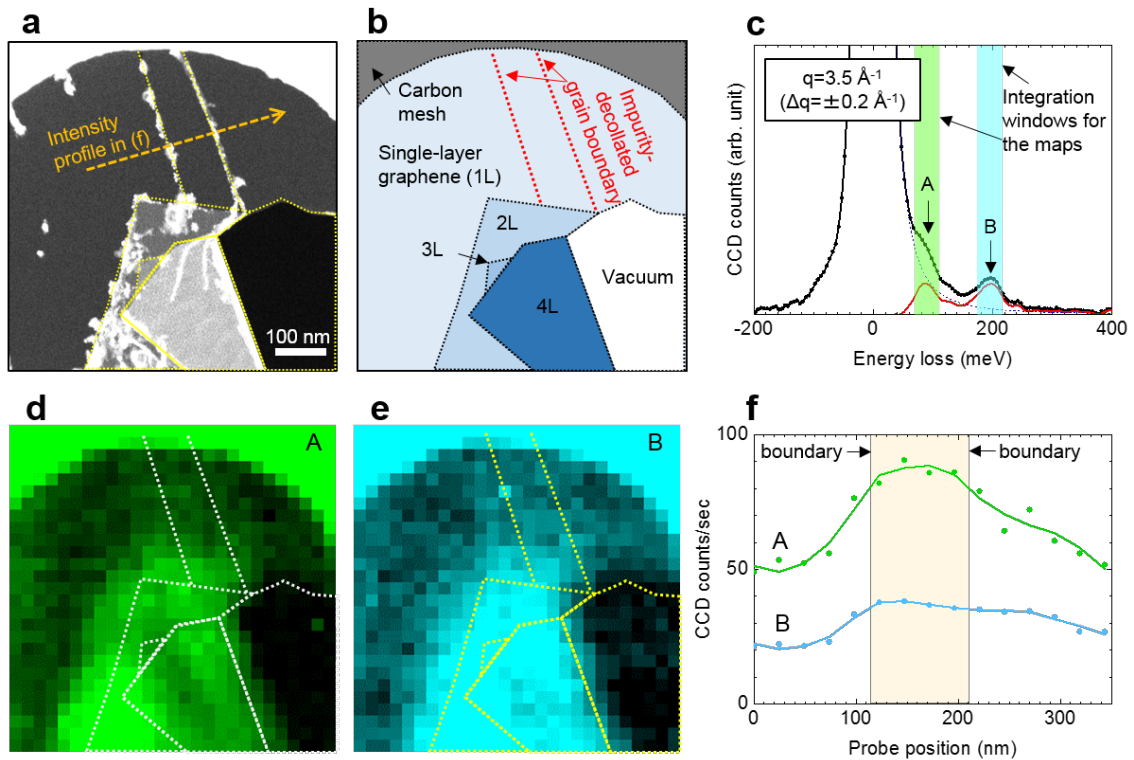 a
Intensity
profile in (f)
100 nm
b
Carbon
mesh
Impurity-
decollated
grain boundary
Single-layer
graphene (1L)
2L
3L
4L
Vacuum
c
CCD counts (arb. unit)
q=3.5 Å⁻¹
(Δq=±0.2 Å⁻¹)
Integration
windows for
the maps
A
B
-200 0 200 400
Energy loss (meV)
d
A
e
B
f
CCD counts/sec
100
50
0
boundary
boundary
A
B
0 100 200 300
Probe position (nm)